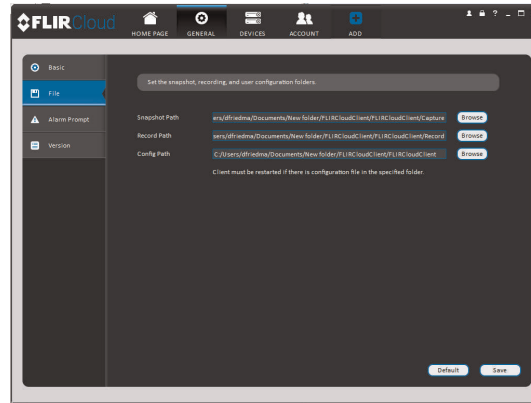 FLIR Cloud
HOME PAGE GENERAL DEVICES ACCOUNT ADD
?
Basic
File
Alarm Prompt
Version
Set the snapshot, recording, and user configuration folders.
Snapshot Path ers/dfriedma/Documents/New folder/FLIRCloudClient/FLIRCloudClient/Capture Browse
Record Path sers/dfriedma/Documents/New folder/FLIRCloudClient/FLIRCloudClient/Record Browse
Config Path C:/Users/dfriedma/Documents/New folder/FLIRCloudClient/FLIRCloudClient Browse
Client must be restarted if there is configuration file in the specified folder.
Default Save